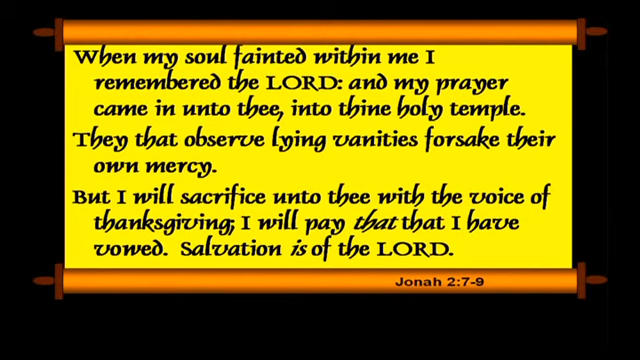 When my soul fainted within me I
remembered the LORD: and my prayer
came in unto thee, into thine holy temple.
They that observe lying vanities forsake their
own mercy.
But I will sacrifice unto thee with the voice of
thanksgiving; I will pay that that I have
vowed.  Salvation is of the LORD.
Jonah 2:7-9